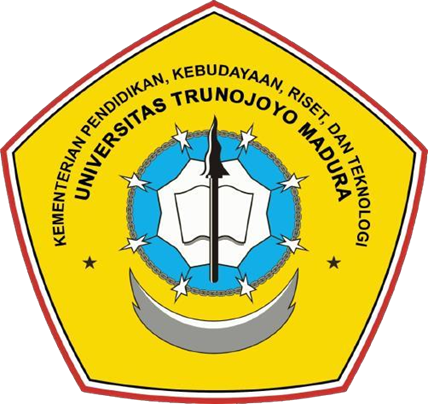 KEMENTERIAN PENDIDIKAN, KEBUDAYAAN, RISET, DAN TEKNOLOGI
UNIVERSITAS TRUNOJOYO MADURA